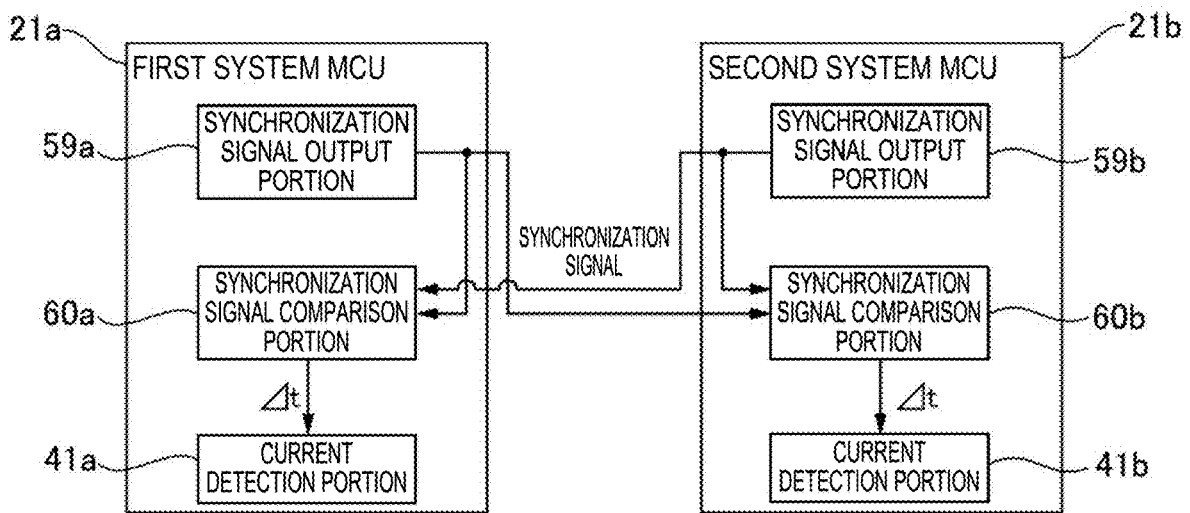 21a
21b
FIRST SYSTEM MCU
SECOND SYSTEM MCU
59a
SYNCHRONIZATION
SIGNAL OUTPUT
PORTION
SYNCHRONIZATION
SIGNAL OUTPUT
PORTION
59b
SYNCHRONIZATION
SIGNAL
60a
SYNCHRONIZATION
SIGNAL COMPARISON
PORTION
SYNCHRONIZATION
SIGNAL COMPARISON
PORTION
60b
⊿t
⊿t
41a
CURRENT
DETECTION PORTION
CURRENT
DETECTION PORTION
41b